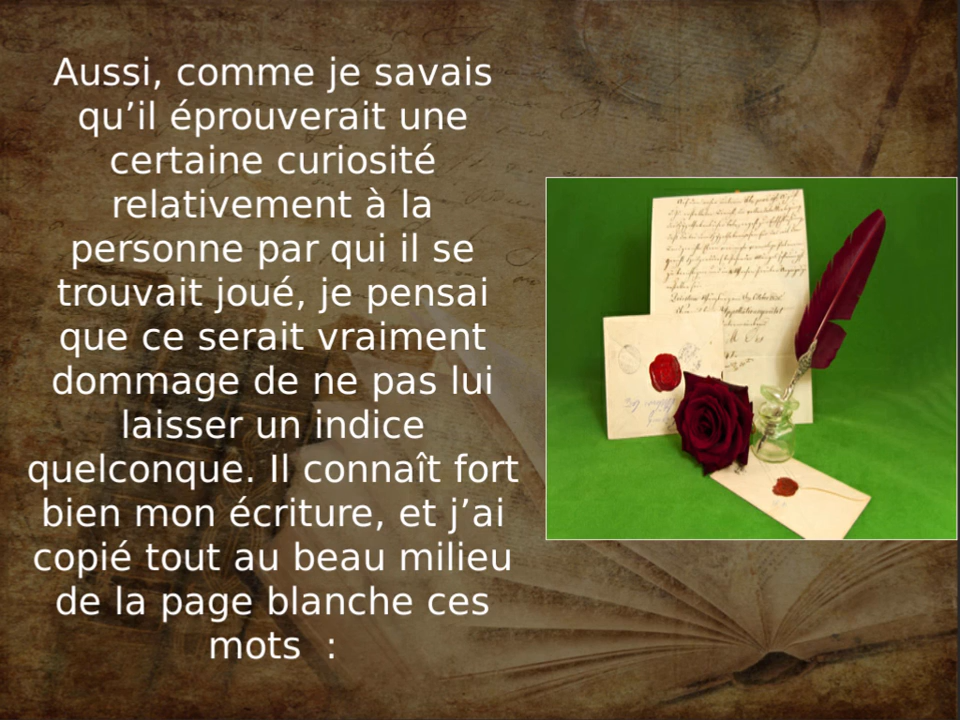 Aussi, comme je savais
qu’il éprouverait une
certaine curiosité
relativement à la
personne par qui il se
trouvait joué, je pensai
que ce serait vraiment
dommage de ne pas lui
laisser un indice
quelconque. Il connaît fort
bien mon écriture, et j’ai
copié tout au beau milieu
de la page blanche ces
mots  :